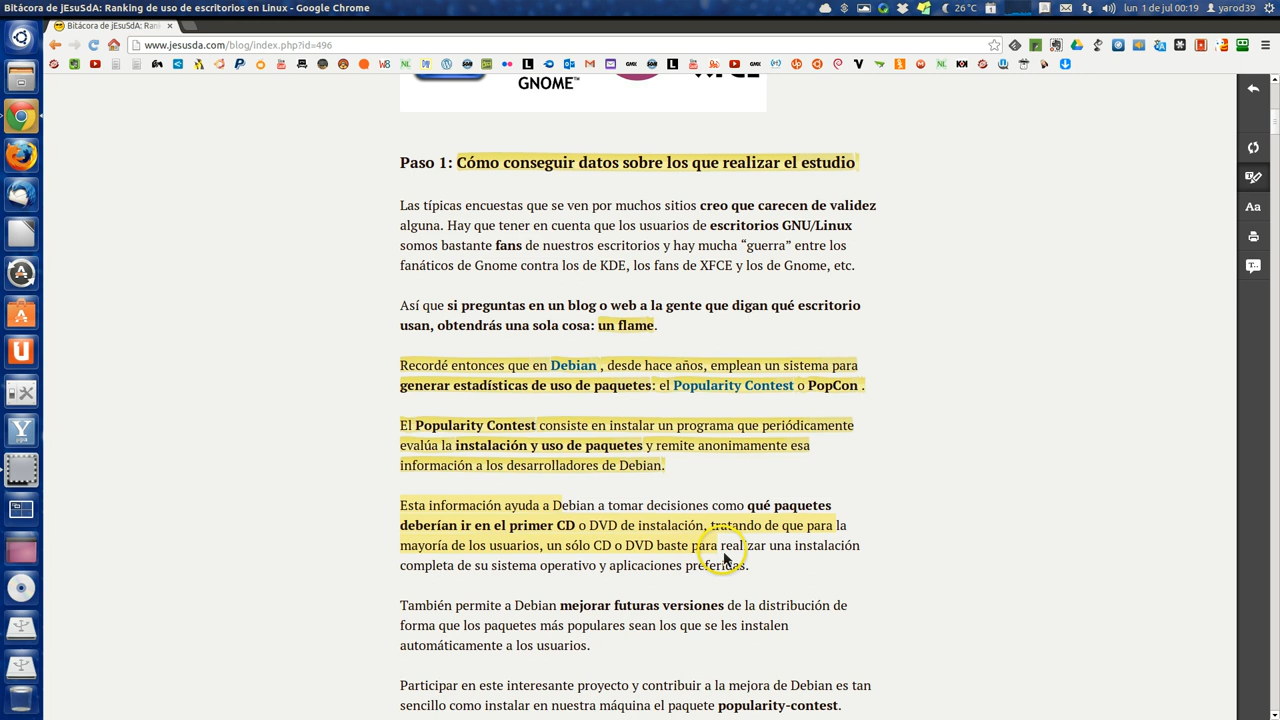 Bitácora de jEsuSdA: Ranking de uso de escritorios en Linux - Google Chrome
26°C
lun 1 de jul 00:19
yarod39
Bitácora de jEsuSdA: Ran
www.jesusda.com/blog/index.php?id=496
GNOME™
Paso 1: Cómo conseguir datos sobre los que realizar el estudio
Las típicas encuestas que se ven por muchos sitios creo que carecen de validez
alguna. Hay que tener en cuenta que los usuarios de escritorios GNU/Linux
somos bastante fans de nuestros escritorios y hay mucha “guerra” entre los
fanáticos de Gnome contra los de KDE, los fans de XFCE y los de Gnome, etc.
Así que si preguntas en un blog o web a la gente que digan qué escritorio
usan, obtendrás una sola cosa: un flame.
Recordé entonces que en Debian , desde hace años, emplean un sistema para
generar estadísticas de uso de paquetes: el Popularity Contest o PopCon .
El Popularity Contest consiste en instalar un programa que periódicamente
evalúa la instalación y uso de paquetes y remite anonimamente esa
información a los desarrolladores de Debian.
Esta información ayuda a Debian a tomar decisiones como qué paquetes
deberían ir en el primer CD o DVD de instalación, tratando de que para la
mayoría de los usuarios, un sólo CD o DVD baste para realizar una instalación
completa de su sistema operativo y aplicaciones preferidas.
También permite a Debian mejorar futuras versiones de la distribución de
forma que los paquetes más populares sean los que se les instalen
automáticamente a los usuarios.
Participar en este interesante proyecto y contribuir a la mejora de Debian es tan
sencillo como instalar en nuestra máquina el paquete popularity-contest.
Aa